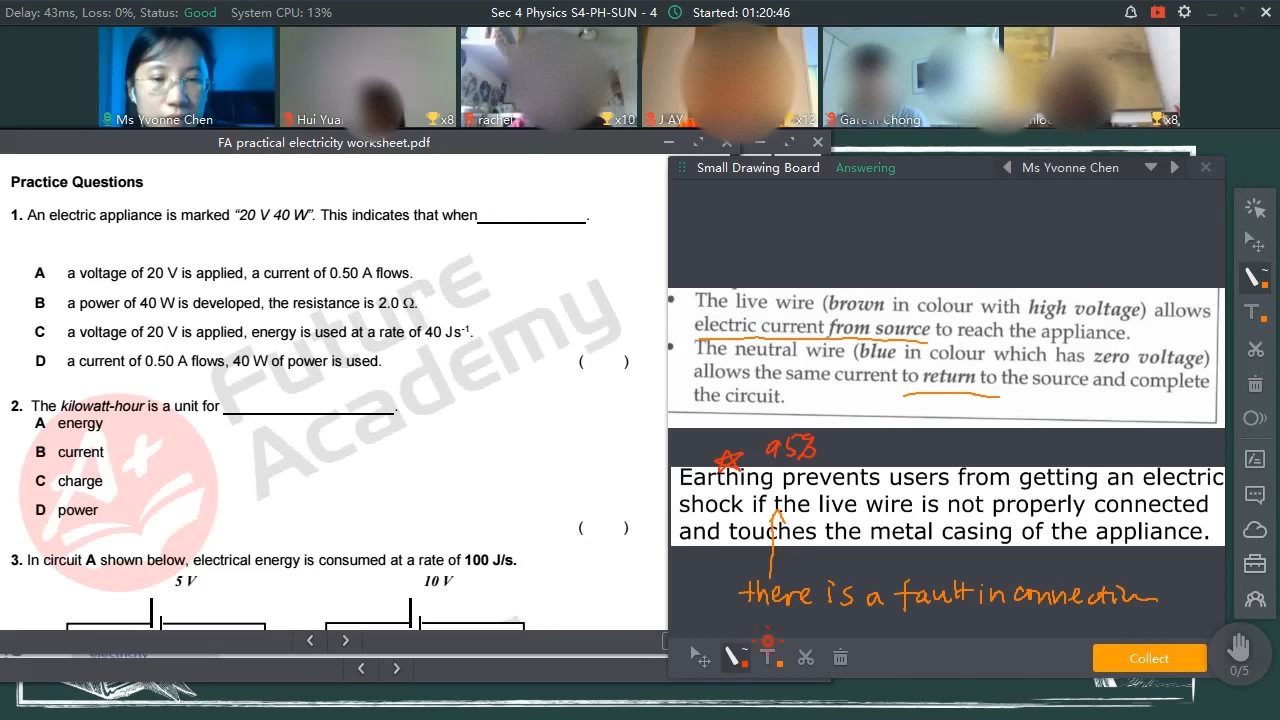 Delay: 43ms, Loss: 0%, Status: Good System CPU: 13%
Sec 4 Physics S4-PH-SUN - 4 Started: 01:20:46
Ms Yvonne Chen
Hui Yua
x8
rachel
x10
J AY
x12
Gareth Chong
x8
FA practical electricity worksheet.pdf
Practice Questions
1. An electric appliance is marked "20 V 40 W". This indicates that when____________.
A a voltage of 20 V is applied, a current of 0.50 A flows.
B a power of 40 W is developed, the resistance is 2.0 Ω.
C a voltage of 20 V is applied, energy is used at a rate of 40 Js⁻¹.
D a current of 0.50 A flows, 40 W of power is used. ( )
2. The kilowatt-hour is a unit for ____________________.
A energy
B current
C charge
D power
( )
3. In circuit A shown below, electrical energy is consumed at a rate of 100 J/s.
5 V 10 V
A+
Future
Academy
electricity
Small Drawing Board Answering Ms Yvonne Chen
• The live wire (brown in colour with high voltage) allows
electric current from source to reach the appliance.
• The neutral wire (blue in colour which has zero voltage)
allows the same current to return to the source and complete
the circuit.
95%
Earthing prevents users from getting an electric
shock if the live wire is not properly connected
and touches the metal casing of the appliance.
there is a fault in connection
Collect
0/5